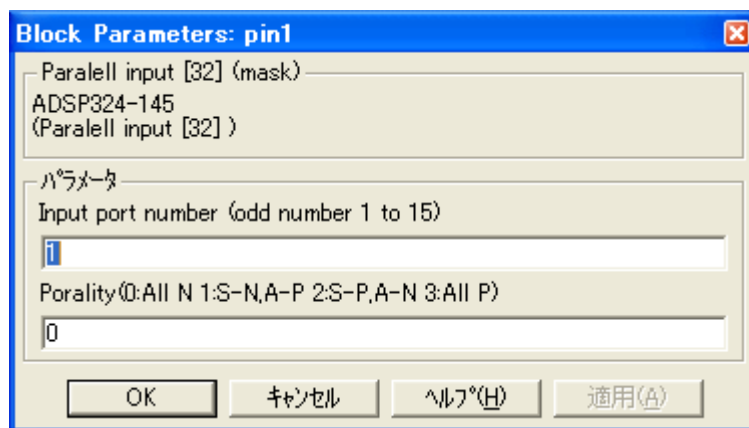 Block Parameters: pin1
Paralell input [32] (mask)
ADSP324-145
(Paralell input [32] )
パラメータ
Input port number (odd number 1 to 15)
1
Porality(0:All N 1:S-N,A-P 2:S-P,A-N 3:All P)
0
OK キャンセル ヘルプ(H) 適用(A)